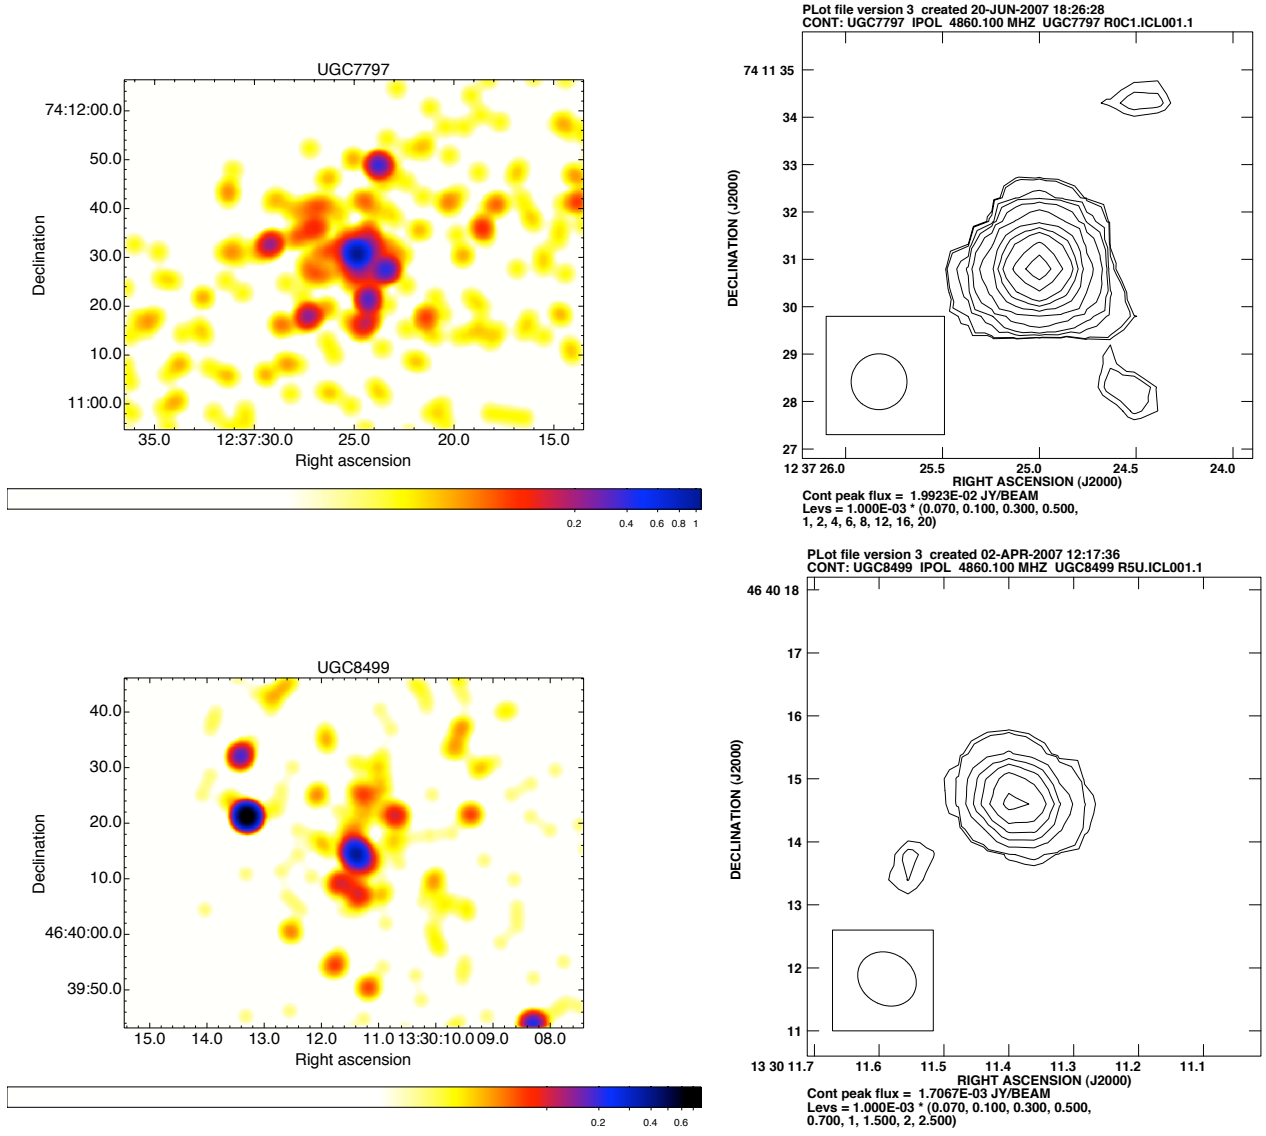 UGC7797
74:12:00.0
50.0
40.0
30.0
20.0
10.0
11:00.0
Declination
35.0 12:37:30.0 25.0 20.0 15.0
Right ascension
0.2 0.4 0.6 0.8 1
PLot file version 3 created 20-JUN-2007 18:26:28
CONT: UGC7797 IPOL 4860.100 MHZ UGC7797 R0C1.ICL001.1
74 11 35
34
33
32
31
30
29
28
27
DECLINATION (J2000)
12 37 26.0 25.5 25.0 24.5 24.0
RIGHT ASCENSION (J2000)
Cont peak flux = 1.9923E-02 JY/BEAM
Levs = 1.000E-03 * (0.070, 0.100, 0.300, 0.500,
1, 2, 4, 6, 8, 12, 16, 20)
UGC8499
40.0
30.0
20.0
10.0
46:40:00.0
39:50.0
Declination
15.0 14.0 13.0 12.0 11.0 13:30:10.0 09.0 08.0
Right ascension
0.2 0.4 0.6
PLot file version 3 created 02-APR-2007 12:17:36
CONT: UGC8499 IPOL 4860.100 MHZ UGC8499 R5U.ICL001.1
46 40 18
17
16
15
14
13
12
11
DECLINATION (J2000)
13 30 11.7 11.6 11.5 11.4 11.3 11.2 11.1
RIGHT ASCENSION (J2000)
Cont peak flux = 1.7067E-03 JY/BEAM
Levs = 1.000E-03 * (0.070, 0.100, 0.300, 0.500,
0.700, 1, 1.500, 2, 2.500)